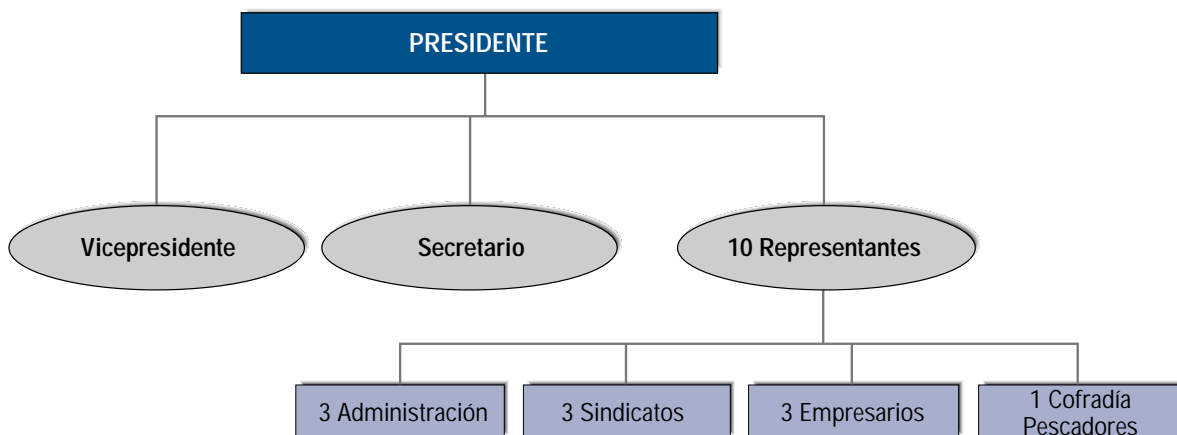 PRESIDENTE
Vicepresidente
Secretario
10 Representantes
3 Administración
3 Sindicatos
3 Empresarios
1 Cofradía
Pescadores